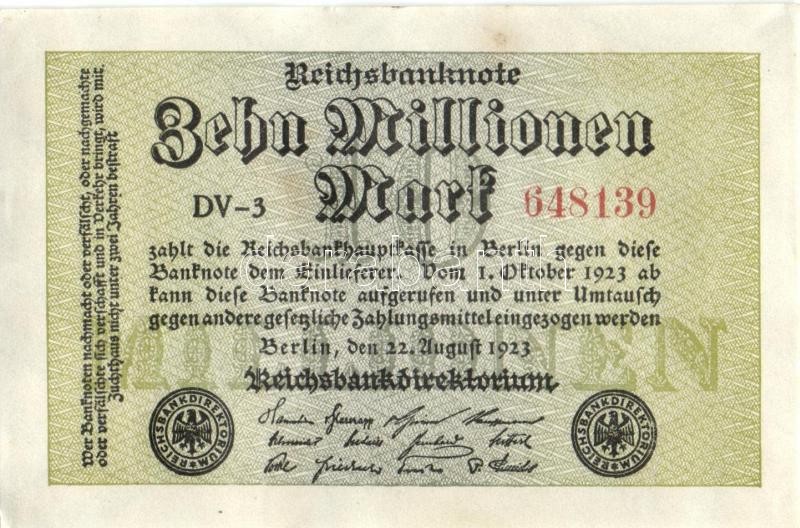 Reichsbanknote
Zehn Millionen
Mark
DV-3
648139
zahlt die Reichsbankhauptkasse in Berlin gegen diese
Banknote dem Einlieferer. Vom 1. Oktober 1923 ab
kann diese Banknote aufgerufen und unter Umtausch
gegen andere gesetzliche Zahlungsmittel eingezogen werden
Berlin, den 22. August 1923
Reichsbankdirektorium
REICHSBANKDIREKTORIUM
REICHSBANKDIREKTORIUM
Wer Banknoten nachmacht oder verfälscht, oder nachgemachte
oder verfälschte sich verschafft und in Verkehr bringt, wird mit
Zuchthaus nicht unter zwei Jahren bestraft